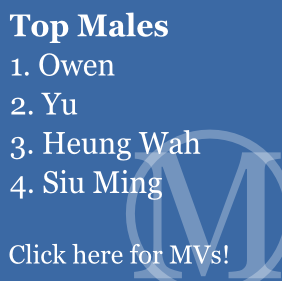 Top Males
1. Owen
2. Yu
3. Heung Wah
4. Siu Ming
M
Click here for MVs!